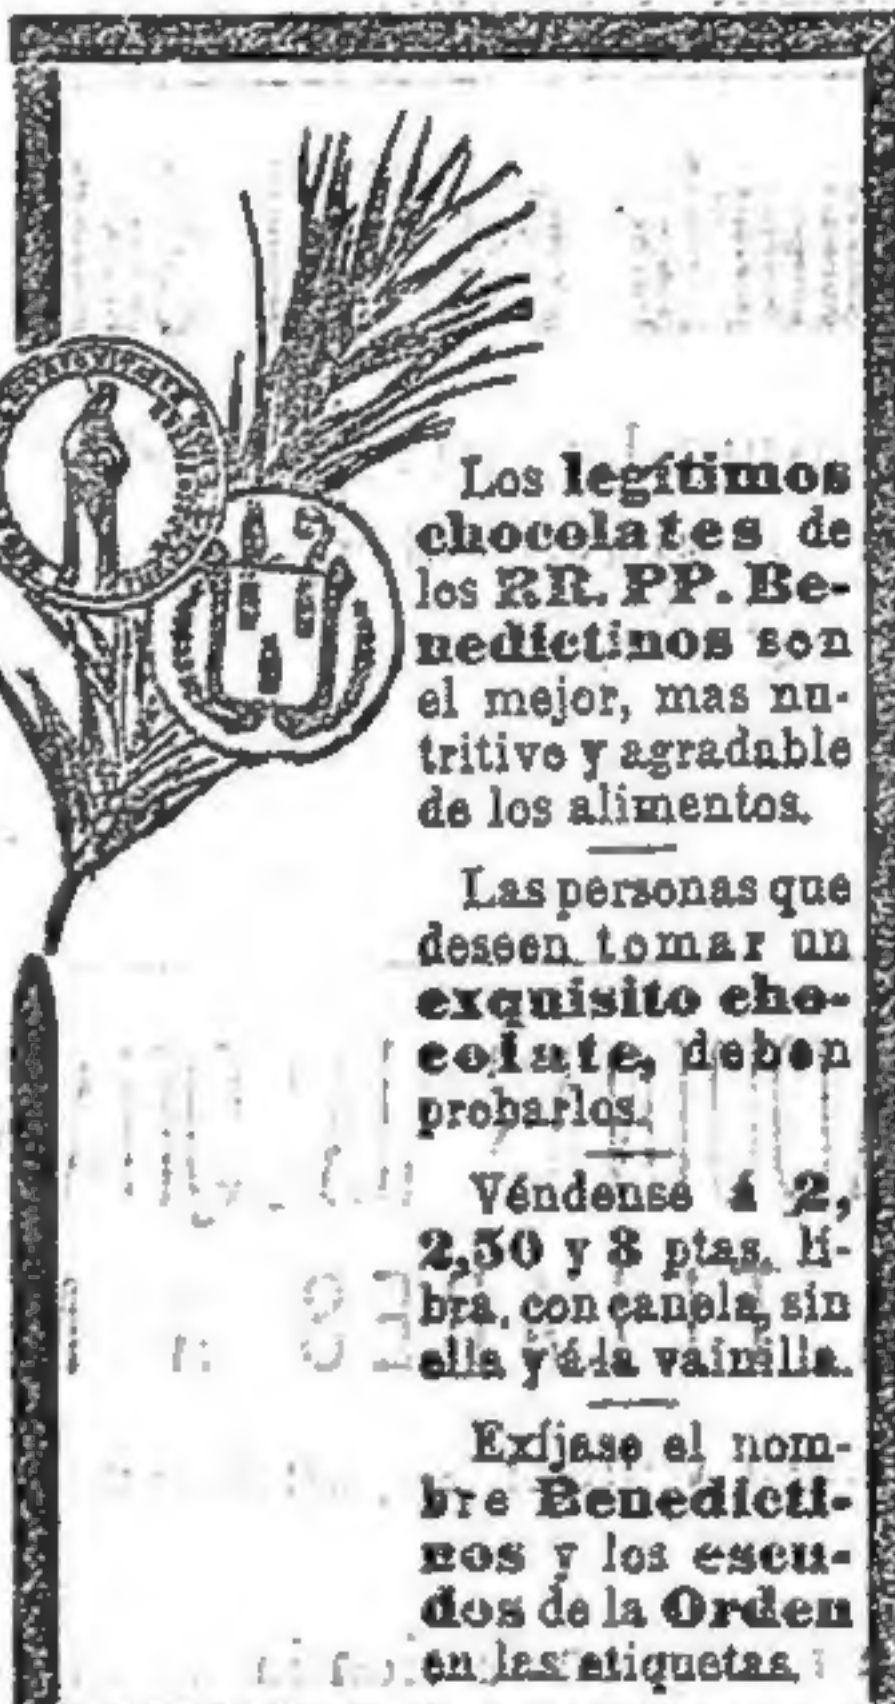 Los legítimos
chocolates de
los RR. PP. Be-
nedictinos son
el mejor, mas nu-
tritivo y agradable
de los alimentos.
Las personas que
deseen tomar un
exquisito cho-
colate, deben
probarlos.
Véndense á 2,
2,50 y 3 ptas. li-
bra, con canela, sin
ella y á la vainilla.
Exíjase el nom-
bre Benedicti-
nos y los escu-
dos de la Orden
en las etiquetas.